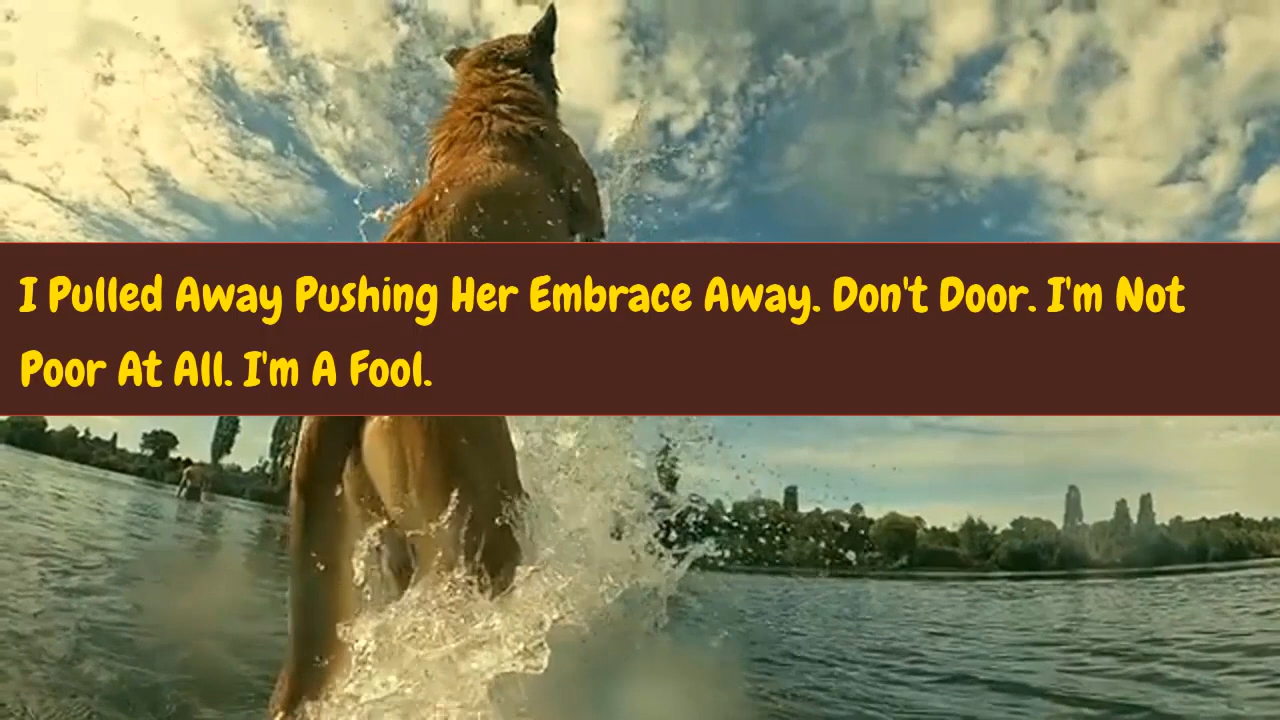 I Pulled Away Pushing Her Embrace Away. Don't Door. I'm Not
Poor At All. I'm A Fool.